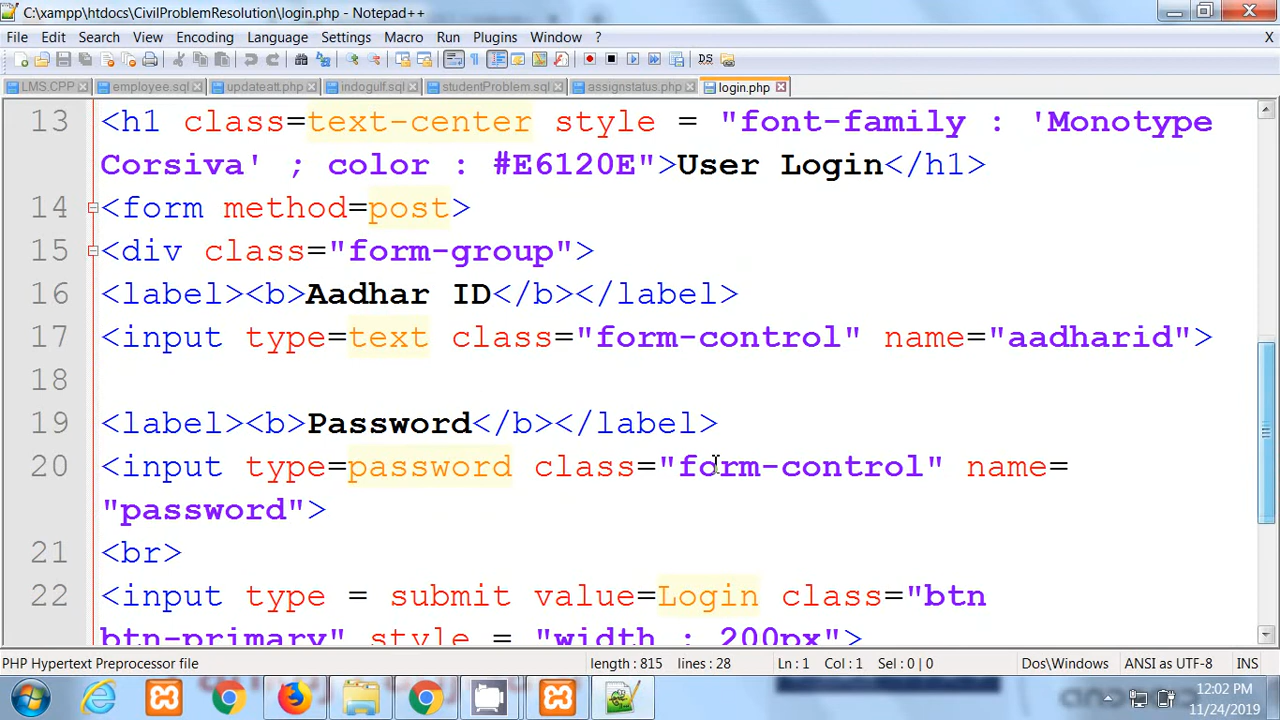 C:\xampp\htdocs\CivilProblemResolution\login.php - Notepad++
File Edit Search View Encoding Language Settings Macro Run Plugins Window ? X
LMS.CPP employee.sql updateatt.php indogulf.sql studentProblem.sql assignstatus.php login.php
13 <h1 class=text-center style = "font-family : 'Monotype
Corsiva' ; color : #E6120E">User Login</h1>
14 <form method=post>
15 <div class="form-group">
16 <label><b>Aadhar ID</b></label>
17 <input type=text class="form-control" name="aadharid">
18
19 <label><b>Password</b></label>
20 <input type=password class="form-control" name=
"password">
21 <br>
22 <input type = submit value=Login class="btn
btn-primary" style = "width : 200px">
PHP Hypertext Preprocessor file length : 815 lines : 28 Ln : 1 Col : 1 Sel : 0 | 0 Dos\Windows ANSI as UTF-8 INS
12:02 PM
11/24/2019